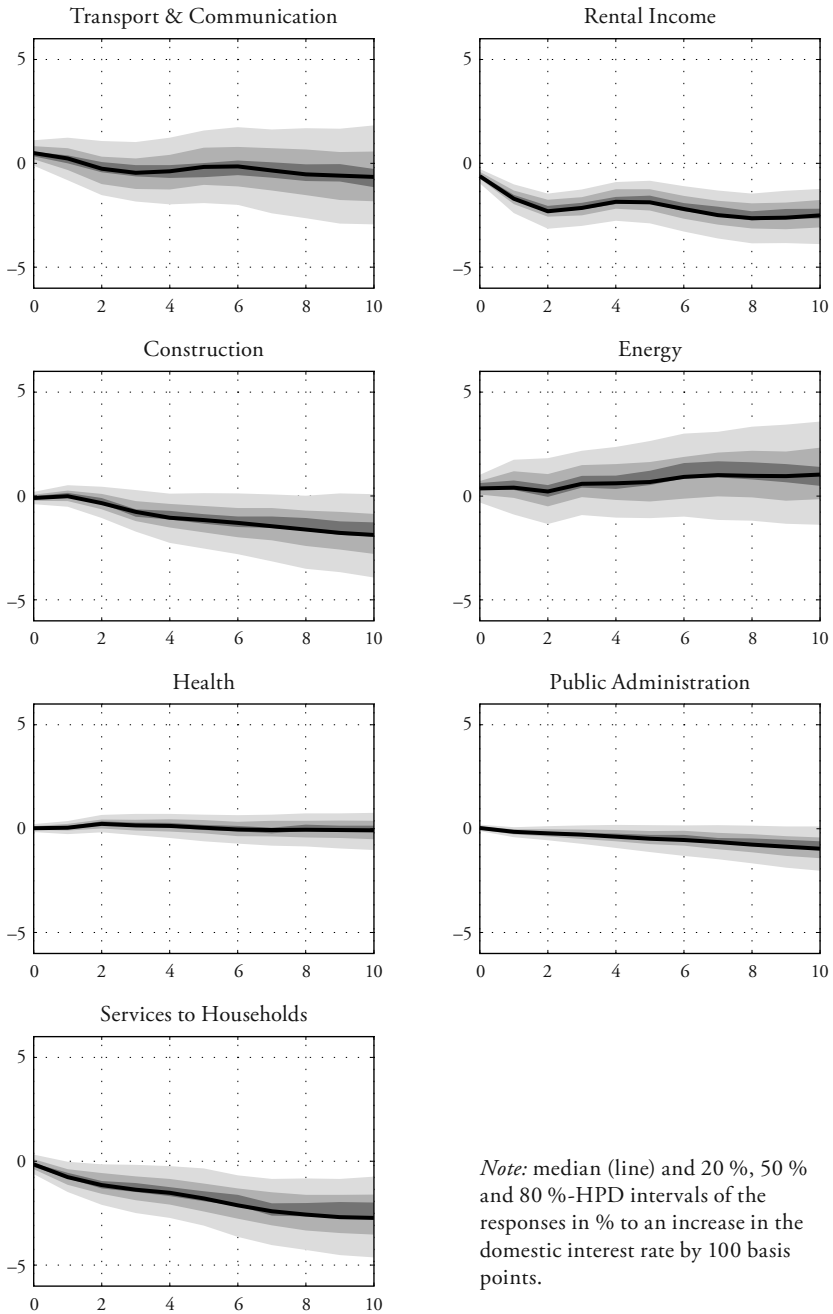 Transport & Communication
5
0
–5
0 2 4 6 8 10
Rental Income
5
0
–5
0 2 4 6 8 10
Construction
5
0
–5
0 2 4 6 8 10
Energy
5
0
–5
0 2 4 6 8 10
Health
5
0
–5
0 2 4 6 8 10
Public Administration
5
0
–5
0 2 4 6 8 10
Services to Households
5
0
–5
0 2 4 6 8 10
Note: median (line) and 20 %, 50 %
and 80 %-HPD intervals of the
responses in % to an increase in the
domestic interest rate by 100 basis
points.